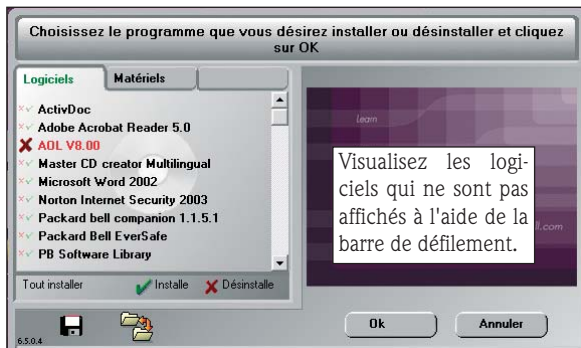 Choisissez le programme que vous désirez installer ou désinstaller et cliquez
sur OK
Logiciels
Matériels
ActivDoc
Adobe Acrobat Reader 5.0
AOL V8.00
Master CD creator Multilingual
Microsoft Word 2002
Norton Internet Security 2003
Packard bell companion 1.1.5.1
Packard Bell EverSafe
PB Software Library
Tout installer
Installe
Désinstalle
Learn
Visualisez les logi-
ciels qui ne sont pas
affichés à l'aide de la
barre de défilement.
ll.com
6.5.0.4
Ok
Annuler